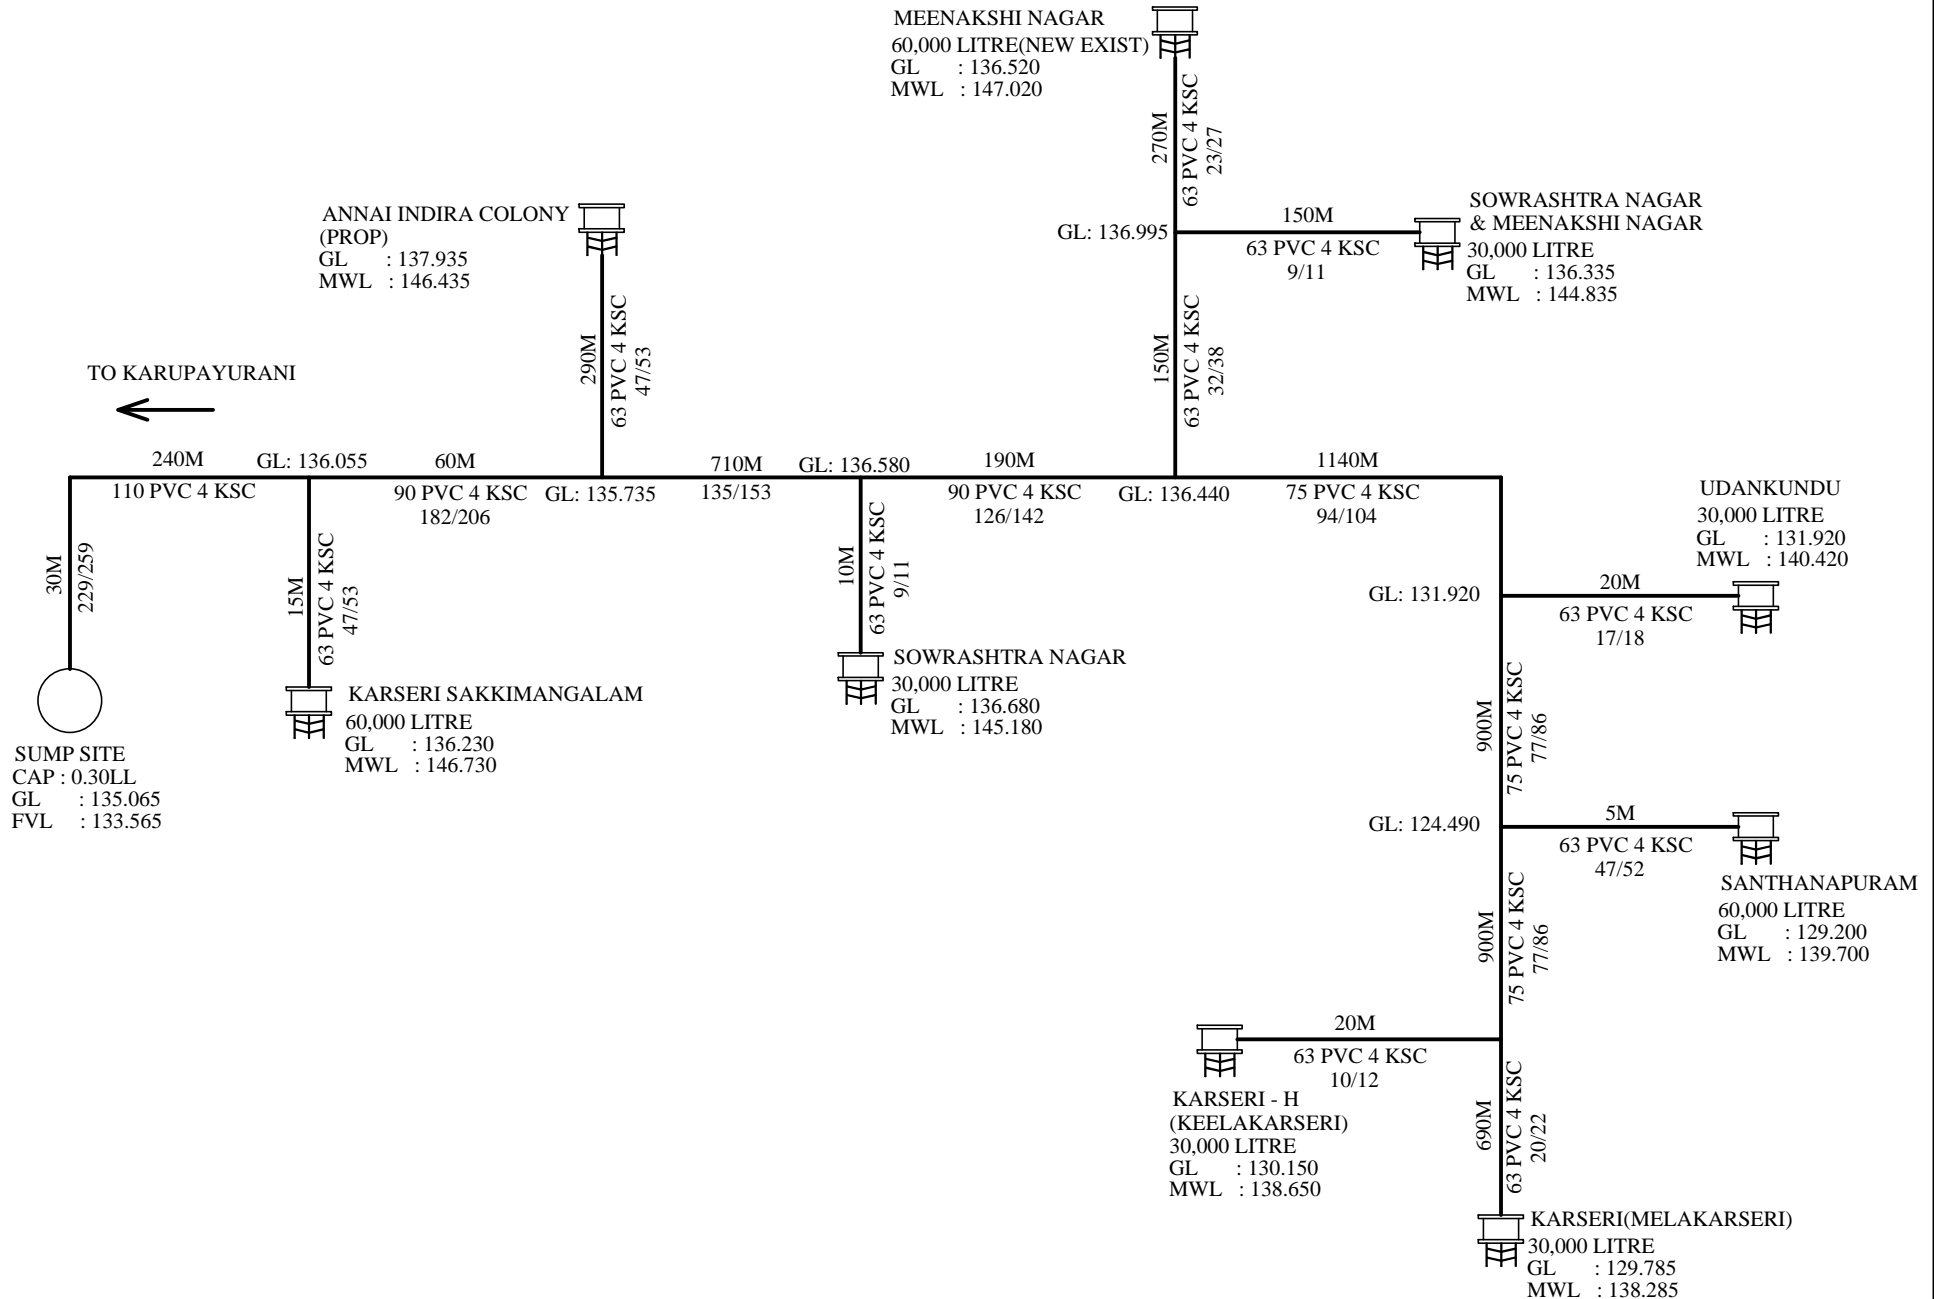 MEENAKSHI NAGAR
60,000 LITRE(NEW EXIST)
GL : 136.520
MWL : 147.020
270M
63 PVC 4 KSC
23/27
ANNAI INDIRA COLONY
(PROP)
GL : 137.935
MWL : 146.435
290M
63 PVC 4 KSC
47/53
GL: 136.995
150M
63 PVC 4 KSC
9/11
SOWRASHTRA NAGAR
& MEENAKSHI NAGAR
30,000 LITRE
GL : 136.335
MWL : 144.835
150M
63 PVC 4 KSC
32/38
TO KARUPAYURANI
240M
110 PVC 4 KSC
GL: 136.055
60M
90 PVC 4 KSC
182/206
GL: 135.735
710M
135/153
GL: 136.580
190M
90 PVC 4 KSC
126/142
GL: 136.440
1140M
75 PVC 4 KSC
94/104
30M
229/259
15M
63 PVC 4 KSC
47/53
10M
63 PVC 4 KSC
9/11
UDANKUNDU
30,000 LITRE
GL : 131.920
MWL : 140.420
GL: 131.920
20M
63 PVC 4 KSC
17/18
SUMP SITE
CAP : 0.30LL
GL : 135.065
FVL : 133.565
KARSERI SAKKIMANGALAM
60,000 LITRE
GL : 136.230
MWL : 146.730
SOWRASHTRA NAGAR
30,000 LITRE
GL : 136.680
MWL : 145.180
900M
75 PVC 4 KSC
77/86
GL: 124.490
5M
63 PVC 4 KSC
47/52
SANTHANAPURAM
60,000 LITRE
GL : 129.200
MWL : 139.700
900M
75 PVC 4 KSC
77/86
20M
63 PVC 4 KSC
10/12
KARSERI - H
(KEELAKARSERI)
30,000 LITRE
GL : 130.150
MWL : 138.650
690M
63 PVC 4 KSC
20/22
KARSERI(MELAKARSERI)
30,000 LITRE
GL : 129.785
MWL : 138.285